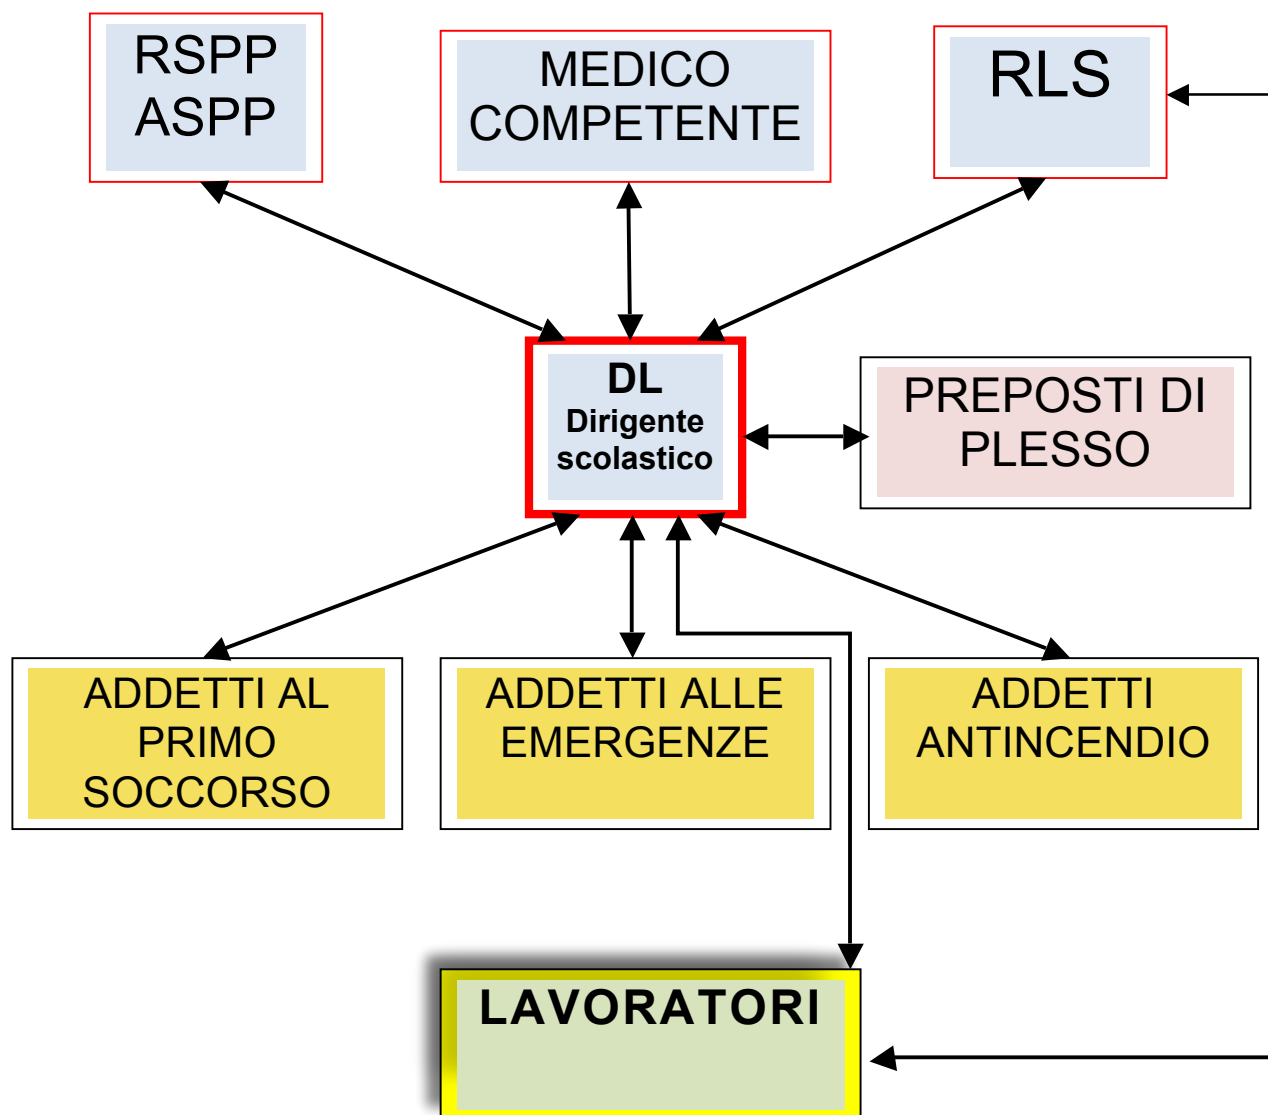 RSPP
ASPP
MEDICO
COMPETENTE
RLS
DL
Dirigente
scolastico
PREPOSTI DI
PLESSO
ADDETTI AL
PRIMO
SOCCORSO
ADDETTI ALLE
EMERGENZE
ADDETTI
ANTINCENDIO
LAVORATORI